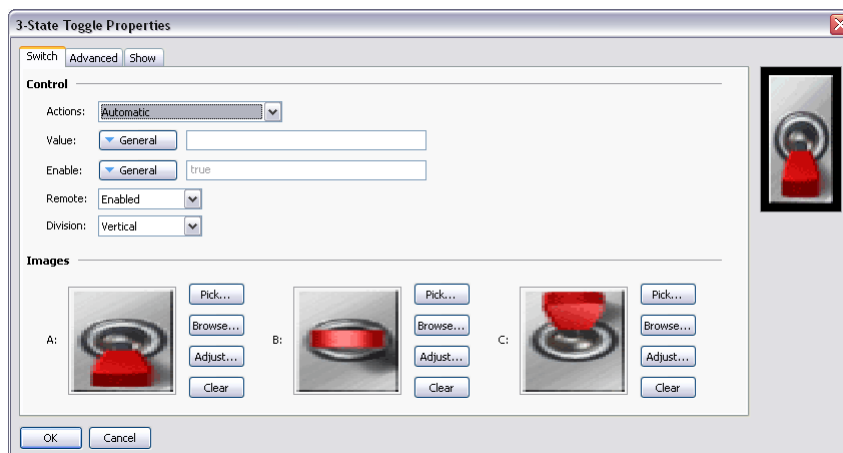 3-State Toggle Properties
Switch Advanced Show
Control
Actions: Automatic
Value: General
Enable: General true
Remote: Enabled
Division: Vertical
Images
A: Pick... B: Pick... C: Pick...
Browse... Browse... Browse...
Adjust... Adjust... Adjust...
Clear Clear Clear
OK Cancel